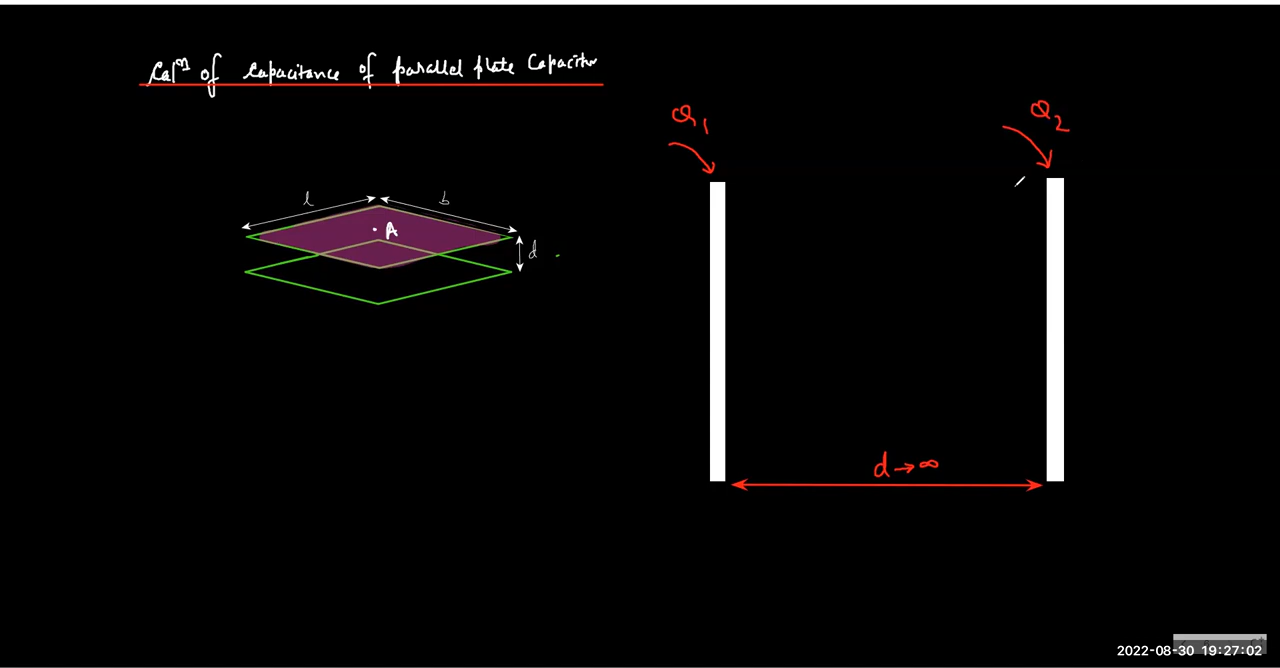 Calⁿ of Capacitance of parallel plate Capacitor
Q₁
Q₂
l
b
A
d
d→∞
2022-08-30 19:27:02